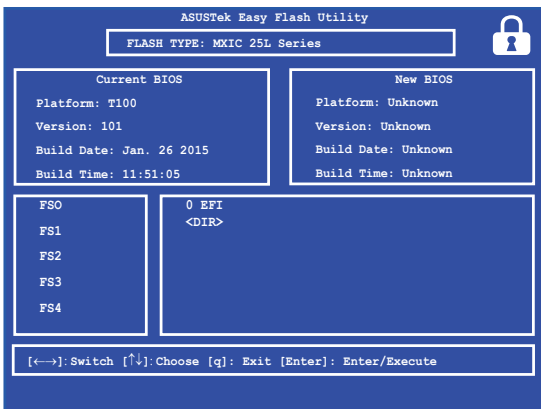 ASUSTek Easy Flash Utility
FLASH TYPE: MXIC 25L Series
Current BIOS
Platform: T100
Version: 101
Build Date: Jan. 26 2015
Build Time: 11:51:05
New BIOS
Platform: Unknown
Version: Unknown
Build Date: Unknown
Build Time: Unknown
FSO
FS1
FS2
FS3
FS4
0 EFI
<DIR>
[←→]: Switch [↑↓]: Choose [q]: Exit [Enter]: Enter/Execute